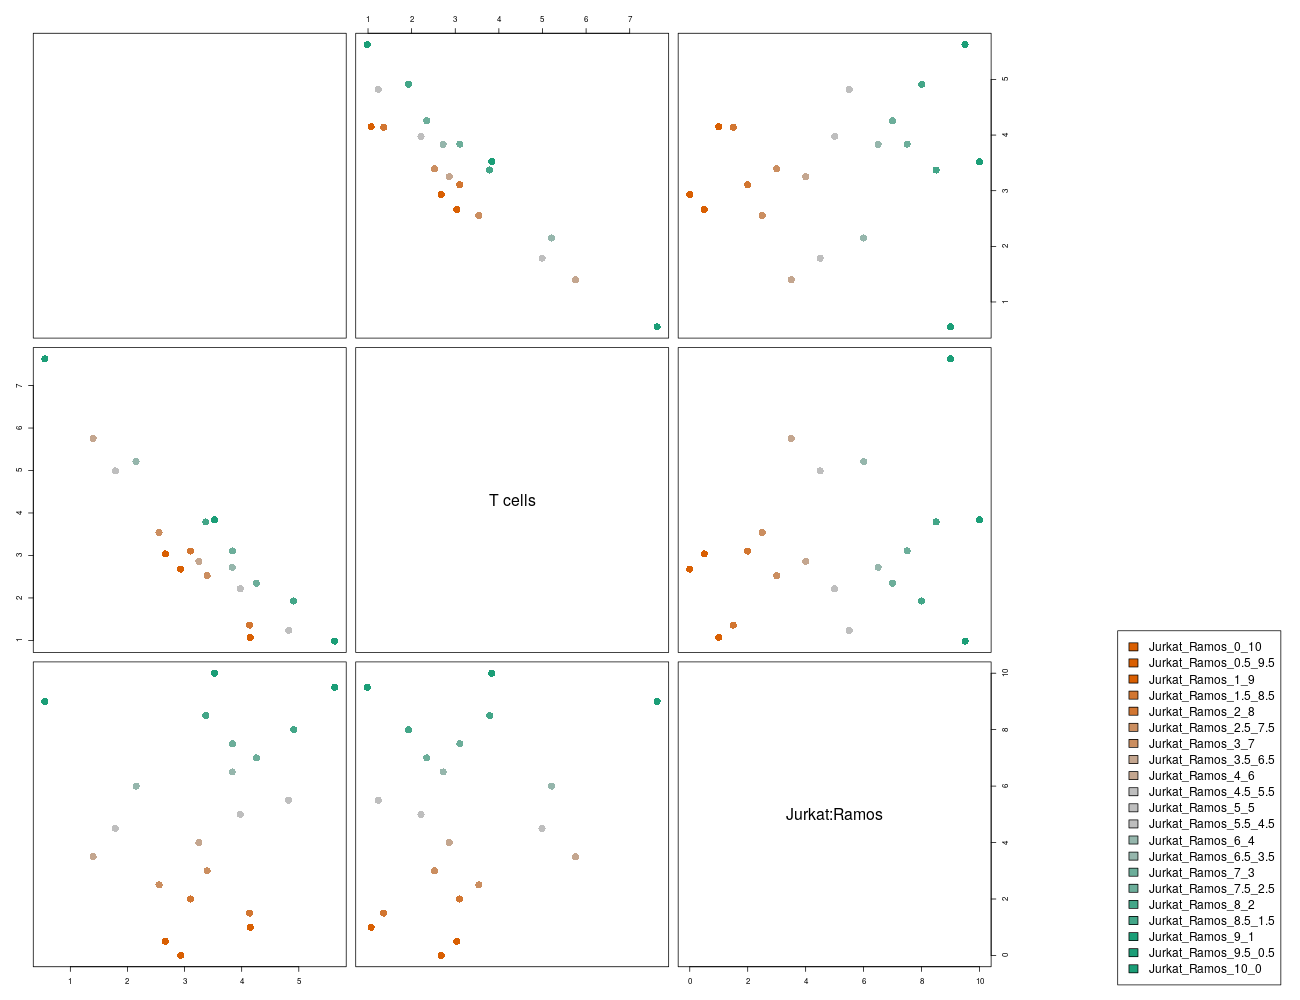 1 2 3 4 5 6 7
5
4
3
2
1
7
6
5
4
3
2
1
T cells
10
8
6
4
2
0
Jurkat:Ramos
1 2 3 4 5
0 2 4 6 8 10
Jurkat_Ramos_0_10
Jurkat_Ramos_0.5_9.5
Jurkat_Ramos_1_9
Jurkat_Ramos_1.5_8.5
Jurkat_Ramos_2_8
Jurkat_Ramos_2.5_7.5
Jurkat_Ramos_3_7
Jurkat_Ramos_3.5_6.5
Jurkat_Ramos_4_6
Jurkat_Ramos_4.5_5.5
Jurkat_Ramos_5_5
Jurkat_Ramos_5.5_4.5
Jurkat_Ramos_6_4
Jurkat_Ramos_6.5_3.5
Jurkat_Ramos_7_3
Jurkat_Ramos_7.5_2.5
Jurkat_Ramos_8_2
Jurkat_Ramos_8.5_1.5
Jurkat_Ramos_9_1
Jurkat_Ramos_9.5_0.5
Jurkat_Ramos_10_0